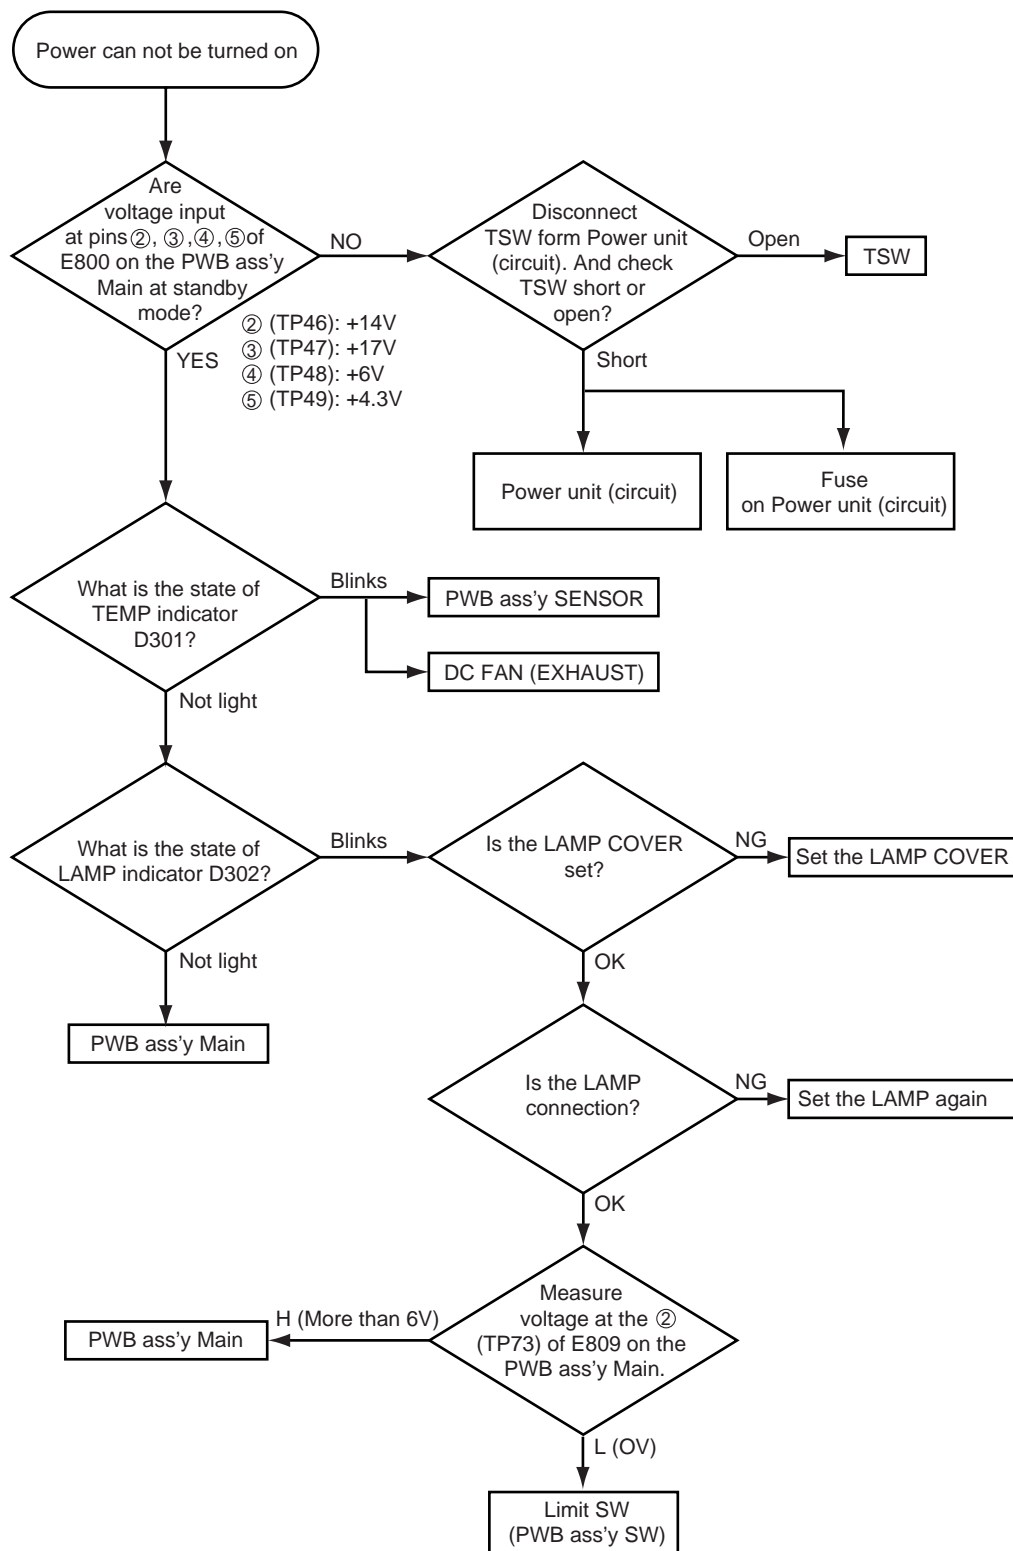 Power can not be turned on
Are
voltage input
at pins ②, ③, ④, ⑤ of
E800 on the PWB ass'y
Main at standby
mode?
NO
Disconnect
TSW form Power unit
(circuit). And check
TSW short or
open?
Open
TSW
② (TP46): +14V
③ (TP47): +17V
④ (TP48): +6V
⑤ (TP49): +4.3V
YES
Short
Power unit (circuit)
Fuse
on Power unit (circuit)
What is the state of
TEMP indicator
D301?
Blinks
PWB ass'y SENSOR
DC FAN (EXHAUST)
Not light
What is the state of
LAMP indicator D302?
Blinks
Is the LAMP COVER
set?
NG
Set the LAMP COVER
Not light
PWB ass'y Main
OK
Is the LAMP
connection?
NG
Set the LAMP again
OK
Measure
voltage at the ②
(TP73) of E809 on the
PWB ass'y Main.
H (More than 6V)
PWB ass'y Main
L (OV)
Limit SW
(PWB ass'y SW)